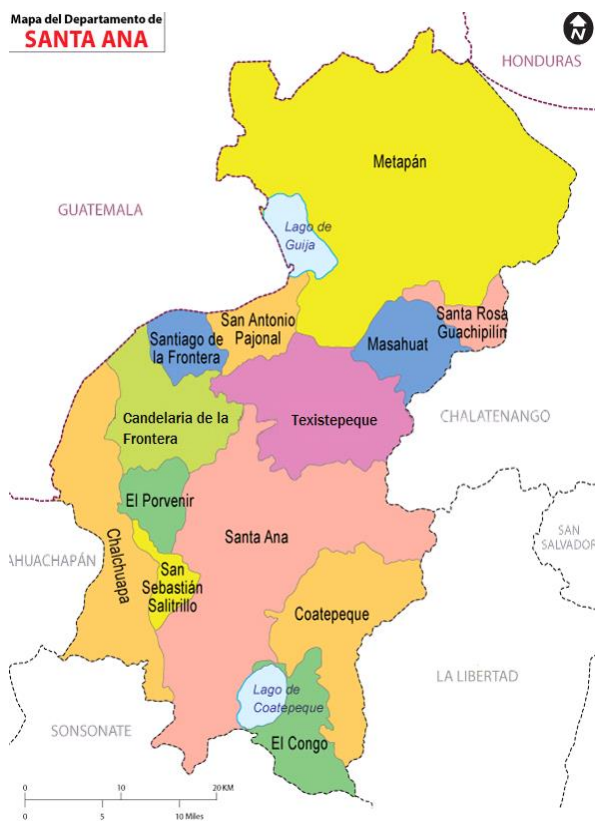 Mapa del Departamento de
SANTA ANA
N
HONDURAS
Metapán
GUATEMALA
Lago de
Guija
San Antonio
Pajonal
Santa Rosa
Guachipilín
Santiago de
la Frontera
Masahuat
Candelaria de la
Frontera
Texistepeque
CHALATENANGO
El Porvenir
Santa Ana
SAN
SALVADOR
AHUACHAPÁN
Chalchuapa
San
Sebastián
Salitrillo
Coatepeque
LA LIBERTAD
Lago de
Coatepeque
SONSONATE
El Congo
0 10 20 KM
0 5 10 Miles